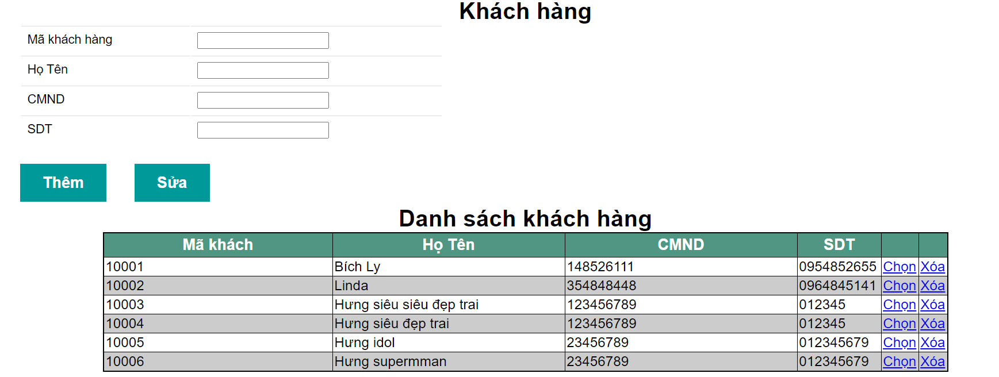 Khách hàng
Mã khách hàng
Họ Tên
CMND
SDT
Thêm Sửa
Danh sách khách hàng
Mã khách Họ Tên CMND SDT
10001 Bích Ly 148526111 0954852655 Chọn Xóa
10002 Linda 354848448 0964845141 Chọn Xóa
10003 Hưng siêu siêu đẹp trai 123456789 012345 Chọn Xóa
10004 Hưng siêu đẹp trai 123456789 012345 Chọn Xóa
10005 Hưng idol 23456789 012345679 Chọn Xóa
10006 Hưng supermman 23456789 012345679 Chọn Xóa